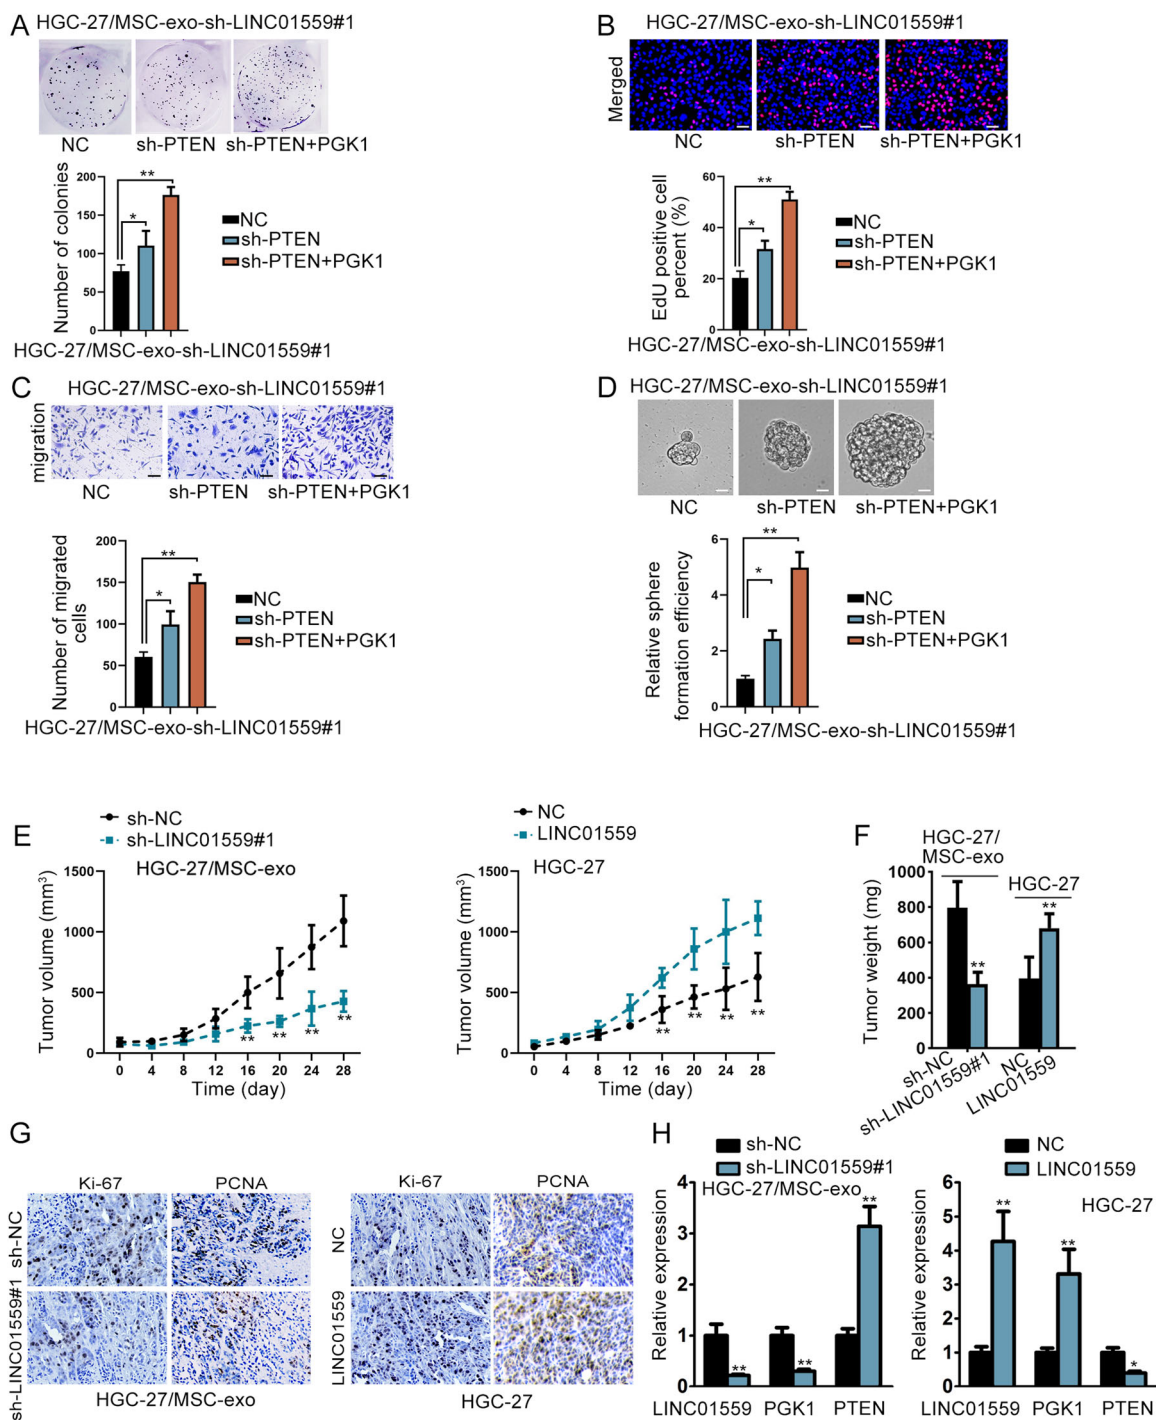 A
HGC-27/MSC-exo-sh-LINC01559#1
NC
sh-PTEN
sh-PTEN+PGK1
Number of colonies
200
150
100
50
0
*
**
NC
sh-PTEN
sh-PTEN+PGK1
HGC-27/MSC-exo-sh-LINC01559#1
B
HGC-27/MSC-exo-sh-LINC01559#1
Merged
NC
sh-PTEN
sh-PTEN+PGK1
EdU positive cell
percent (%)
60
40
20
0
*
**
NC
sh-PTEN
sh-PTEN+PGK1
HGC-27/MSC-exo-sh-LINC01559#1
C
HGC-27/MSC-exo-sh-LINC01559#1
migration
NC
sh-PTEN
sh-PTEN+PGK1
Number of migrated
cells
200
150
100
50
0
*
**
NC
sh-PTEN
sh-PTEN+PGK1
HGC-27/MSC-exo-sh-LINC01559#1
D
HGC-27/MSC-exo-sh-LINC01559#1
NC
sh-PTEN
sh-PTEN+PGK1
Relative sphere
formation efficiency
6
4
2
0
*
**
NC
sh-PTEN
sh-PTEN+PGK1
HGC-27/MSC-exo-sh-LINC01559#1
E
sh-NC
sh-LINC01559#1
HGC-27/MSC-exo
Tumor volume (mm³)
1500
1000
500
0
** ** ** **
0 4 8 12 16 20 24 28
Time (day)
NC
LINC01559
HGC-27
Tumor volume (mm³)
1500
1000
500
0
** ** ** **
0 4 8 12 16 20 24 28
Time (day)
F
HGC-27/
MSC-exo
HGC-27
Tumor weight (mg)
1000
800
600
400
200
0
**
**
sh-NC
sh-LINC01559#1
NC
LINC01559
G
Ki-67
PCNA
sh-NC
sh-LINC01559#1
HGC-27/MSC-exo
Ki-67
PCNA
NC
LINC01559
HGC-27
H
sh-NC
sh-LINC01559#1
HGC-27/MSC-exo
Relative expression
4
3
2
1
0
** ** **
LINC01559 PGK1 PTEN
NC
LINC01559
HGC-27
Relative expression
6
5
4
3
2
1
0
** ** *
LINC01559 PGK1 PTEN